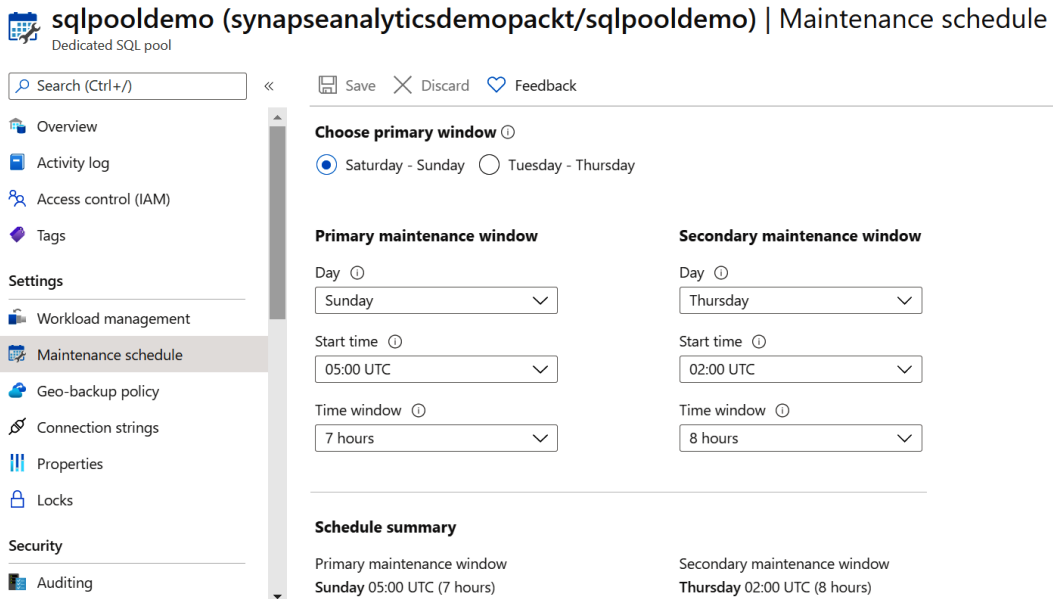 sqlpooldemo (synapseanalyticsdemopackt/sqlpooldemo) | Maintenance schedule
Dedicated SQL pool
Search (Ctrl+/)
«
Overview
Activity log
Access control (IAM)
Tags
Settings
Workload management
Maintenance schedule
Geo-backup policy
Connection strings
Properties
Locks
Security
Auditing
Save Discard Feedback
Choose primary window
Saturday - Sunday Tuesday - Thursday
Primary maintenance window
Day
Sunday
Start time
05:00 UTC
Time window
7 hours
Secondary maintenance window
Day
Thursday
Start time
02:00 UTC
Time window
8 hours
Schedule summary
Primary maintenance window
Sunday 05:00 UTC (7 hours)
Secondary maintenance window
Thursday 02:00 UTC (8 hours)